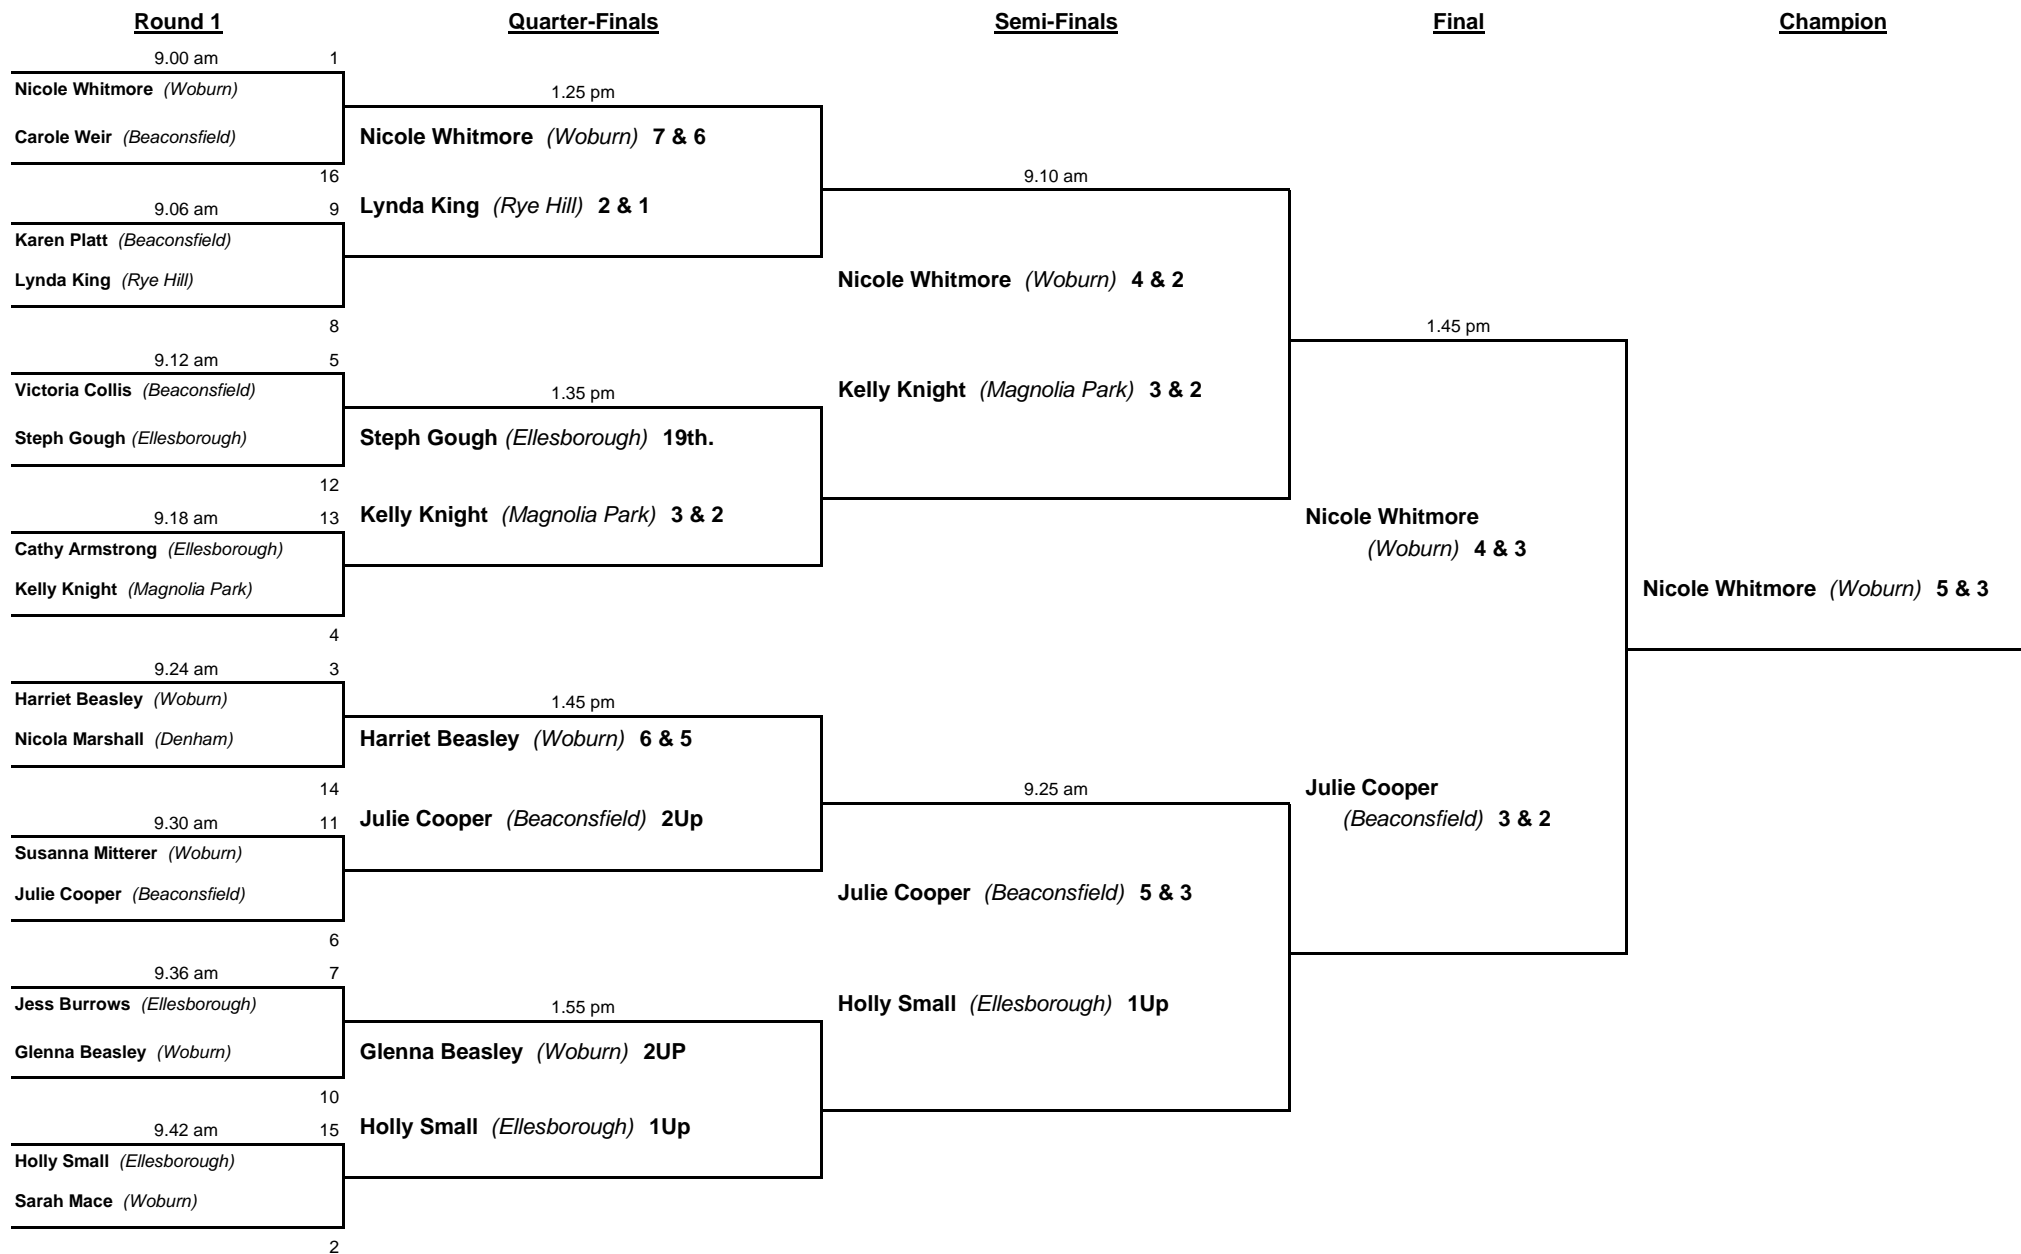 Round 1
Quarter-Finals
Semi-Finals
Final
Champion
9.00 am 1
Nicole Whitmore (Woburn)
Carole Weir (Beaconsfield)
16
9.06 am 9
Karen Platt (Beaconsfield)
Lynda King (Rye Hill)
8
9.12 am 5
Victoria Collis (Beaconsfield)
Steph Gough (Ellesborough)
12
9.18 am 13
Cathy Armstrong (Ellesborough)
Kelly Knight (Magnolia Park)
4
9.24 am 3
Harriet Beasley (Woburn)
Nicola Marshall (Denham)
14
9.30 am 11
Susanna Mitterer (Woburn)
Julie Cooper (Beaconsfield)
6
9.36 am 7
Jess Burrows (Ellesborough)
Glenna Beasley (Woburn)
10
9.42 am 15
Holly Small (Ellesborough)
Sarah Mace (Woburn)
2
1.25 pm
Nicole Whitmore (Woburn) 7 & 6
Lynda King (Rye Hill) 2 & 1
1.35 pm
Steph Gough (Ellesborough) 19th.
Kelly Knight (Magnolia Park) 3 & 2
1.45 pm
Harriet Beasley (Woburn) 6 & 5
Julie Cooper (Beaconsfield) 2Up
1.55 pm
Glenna Beasley (Woburn) 2UP
Holly Small (Ellesborough) 1Up
9.10 am
Nicole Whitmore (Woburn) 4 & 2
Kelly Knight (Magnolia Park) 3 & 2
9.25 am
Julie Cooper (Beaconsfield) 5 & 3
Holly Small (Ellesborough) 1Up
1.45 pm
Nicole Whitmore
(Woburn) 4 & 3
Julie Cooper
(Beaconsfield) 3 & 2
Nicole Whitmore (Woburn) 5 & 3